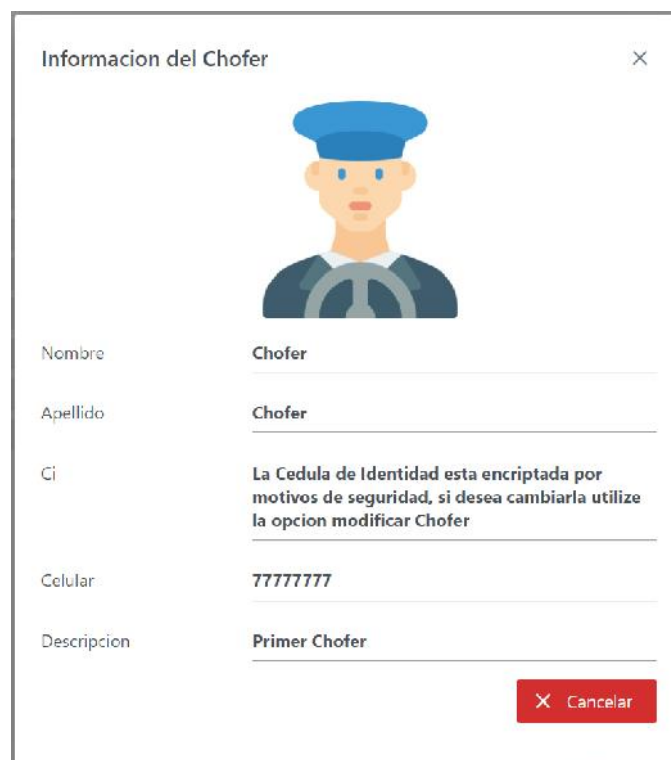 Informacion del Chofer
Nombre Chofer
Apellido Chofer
Ci La Cedula de Identidad esta encriptada por
motivos de seguridad, si desea cambiarla utilize
la opcion modificar Chofer
Celular 77777777
Descripcion Primer Chofer
Cancelar